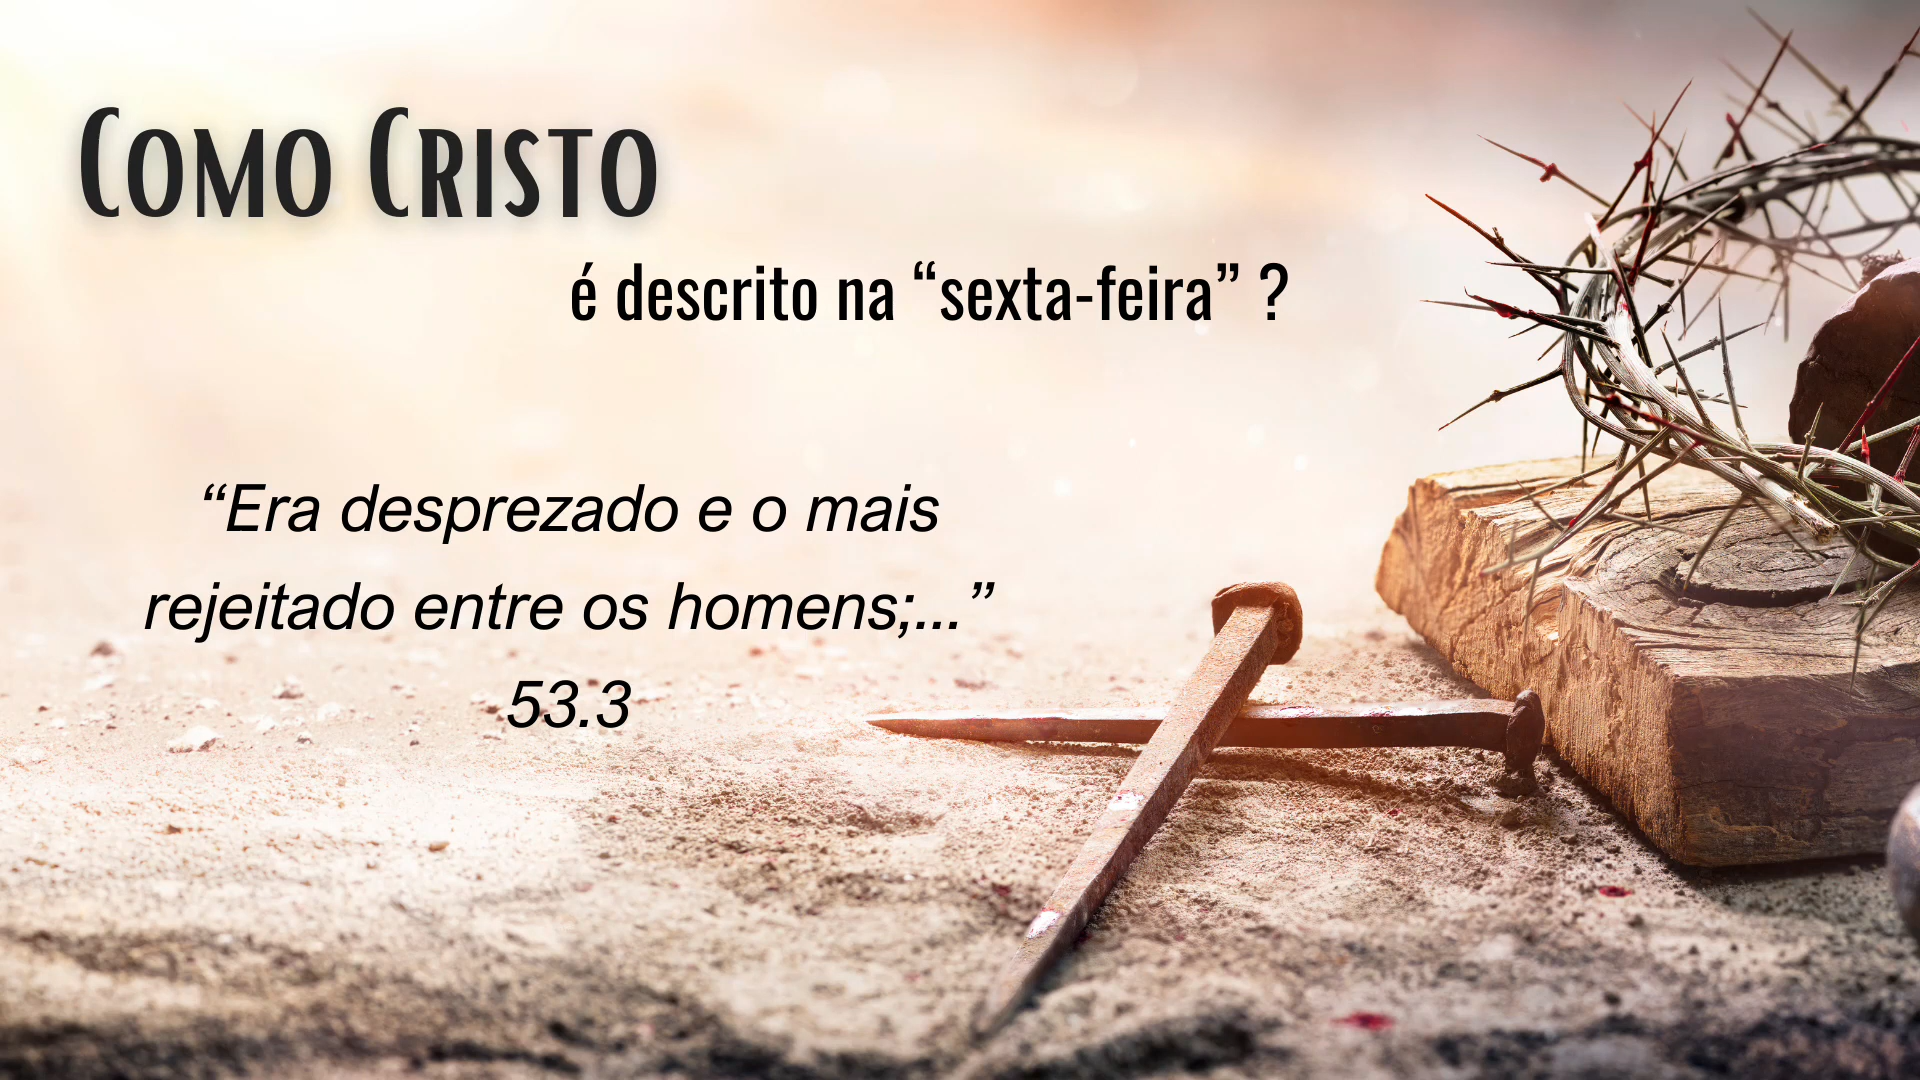 Como Cristo
é descrito na “sexta-feira” ?
“Era desprezado e o mais
rejeitado entre os homens;...”
53.3